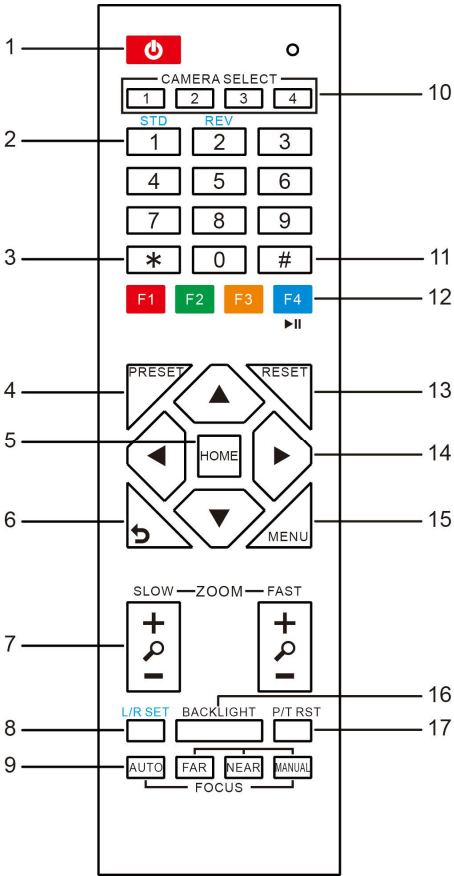 1
CAMERA SELECT
1 2 3 4 10
STD REV
2 1 2 3
4 5 6
7 8 9
3 * 0 # 11
F1 F2 F3 F4 12
PRESET RESET
4 13
5 HOME 14
6 MENU 15
SLOW ZOOM FAST
+ +
7
− −
16
L/R SET BACKLIGHT P/T RST
8 17
9 AUTO FAR NEAR MANUAL
FOCUS